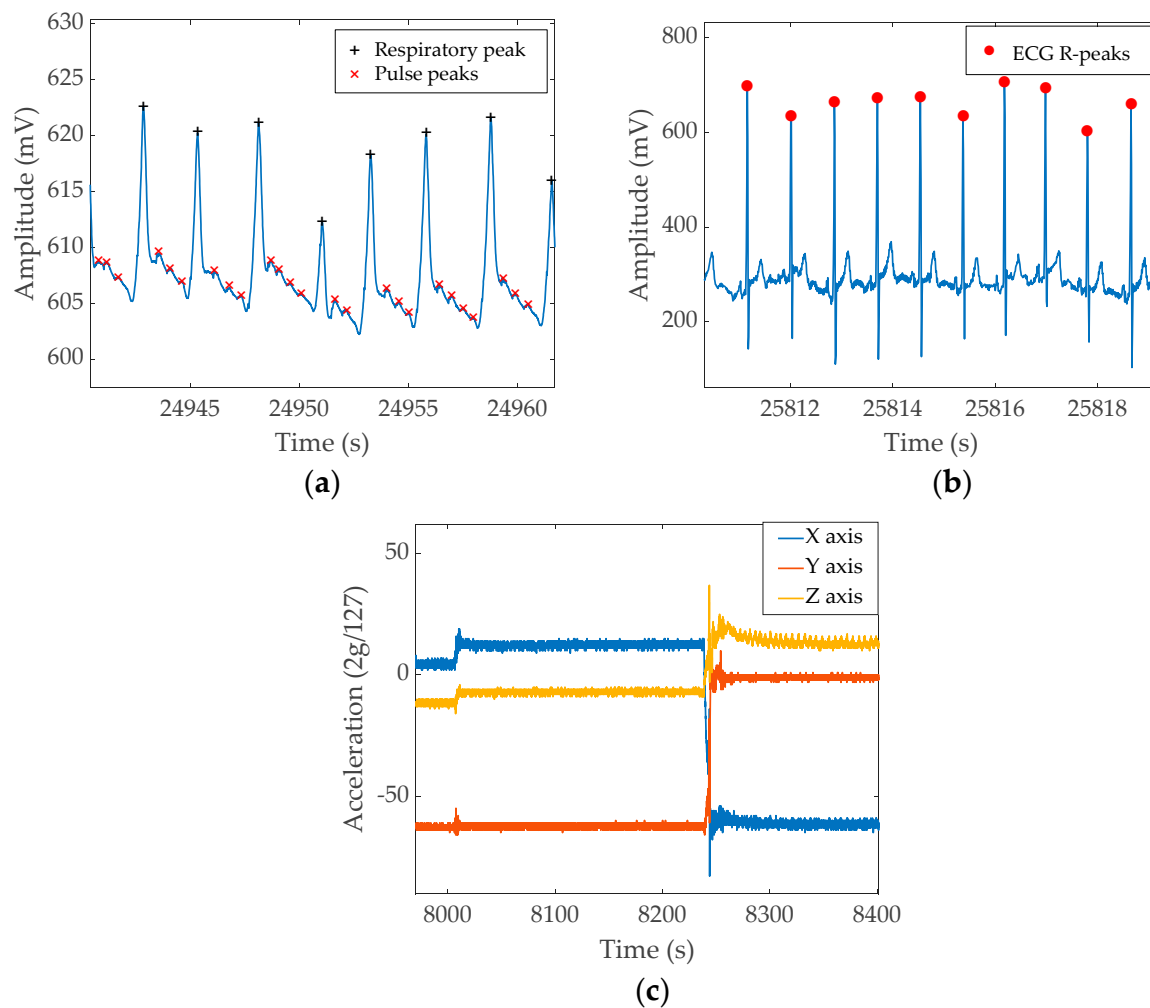 630
625
620
615
610
605
600
Amplitude (mV)
Respiratory peak
Pulse peaks
24945 24950 24955 24960
Time (s)
(a)
800
600
400
200
Amplitude (mV)
ECG R-peaks
25812 25814 25816 25818
Time (s)
(b)
50
0
-50
Acceleration (2g/127)
X axis
Y axis
Z axis
8000 8100 8200 8300 8400
Time (s)
(c)